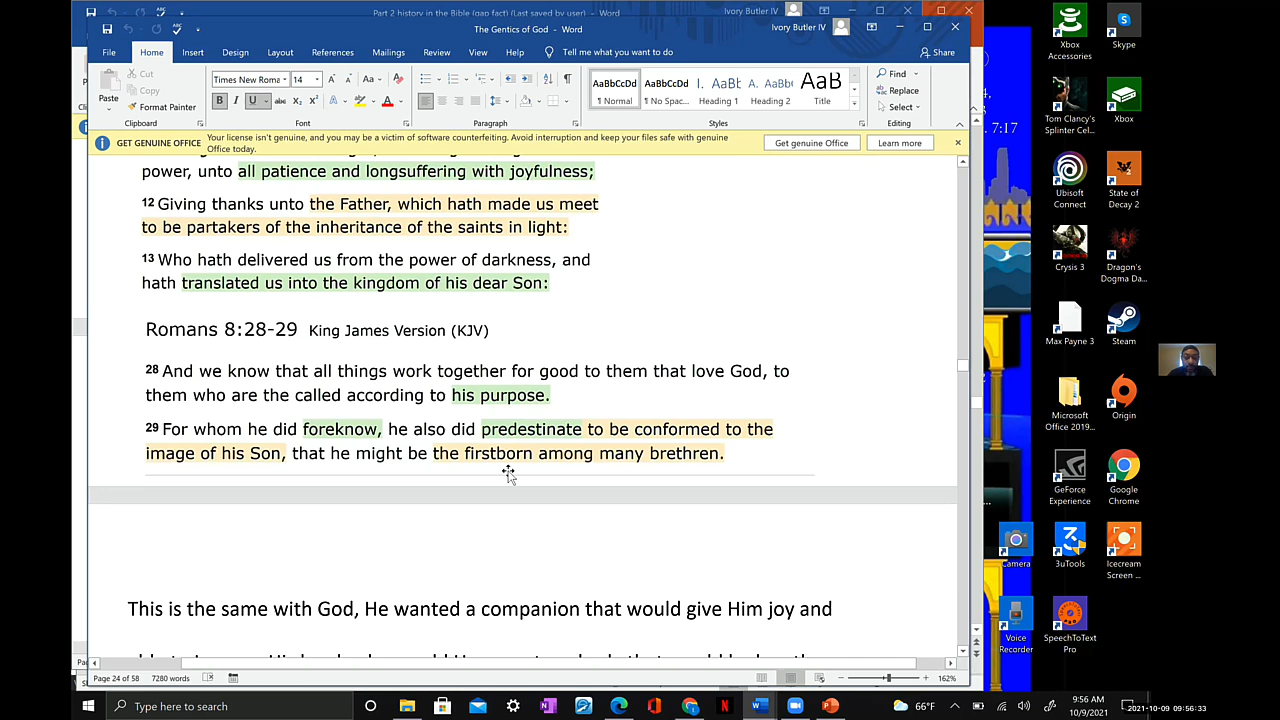 Part 2 history in the Bible (gap fact) (Last saved by user) - Word
Ivory Butler IV
The Gentics of God - Word
Ivory Butler IV
File Home Insert Design Layout References Mailings Review View Help Tell me what you want to do Share
Paste
Cut
Copy
Format Painter
Clipboard
Times New Roma 14
Font
Paragraph
AaBbCcDd AaBbCcDd AaBb AaBbC AaB
¶ Normal ¶ No Spac... Heading 1 Heading 2 Title
Styles
Find
Replace
Select
Editing
GET GENUINE OFFICE Your license isn't genuine, and you may be a victim of software counterfeiting. Avoid interruption and keep your files safe with genuine
Office today.
Get genuine Office Learn more
power, unto all patience and longsuffering with joyfulness;
12 Giving thanks unto the Father, which hath made us meet
to be partakers of the inheritance of the saints in light:
13 Who hath delivered us from the power of darkness, and
hath translated us into the kingdom of his dear Son:
Romans 8:28-29 King James Version (KJV)
28 And we know that all things work together for good to them that love God, to
them who are the called according to his purpose.
29 For whom he did foreknow, he also did predestinate to be conformed to the
image of his Son, that he might be the firstborn among many brethren.
This is the same with God, He wanted a companion that would give Him joy and
Page 24 of 58 7280 words
162%
7:17
Xbox
Accessories
Skype
Tom Clancy's
Splinter Cel...
Xbox
Ubisoft
Connect
State of
Decay 2
Crysis 3
Dragon's
Dogma Da...
Max Payne 3
Steam
Microsoft
Office 2019...
Origin
GeForce
Experience
Google
Chrome
Camera
3uTools
Icecream
Screen ...
Voice
Recorder
SpeechToText
Pro
Type here to search
66°F
9:56 AM
10/9/2021
2021-10-09 09:56:33